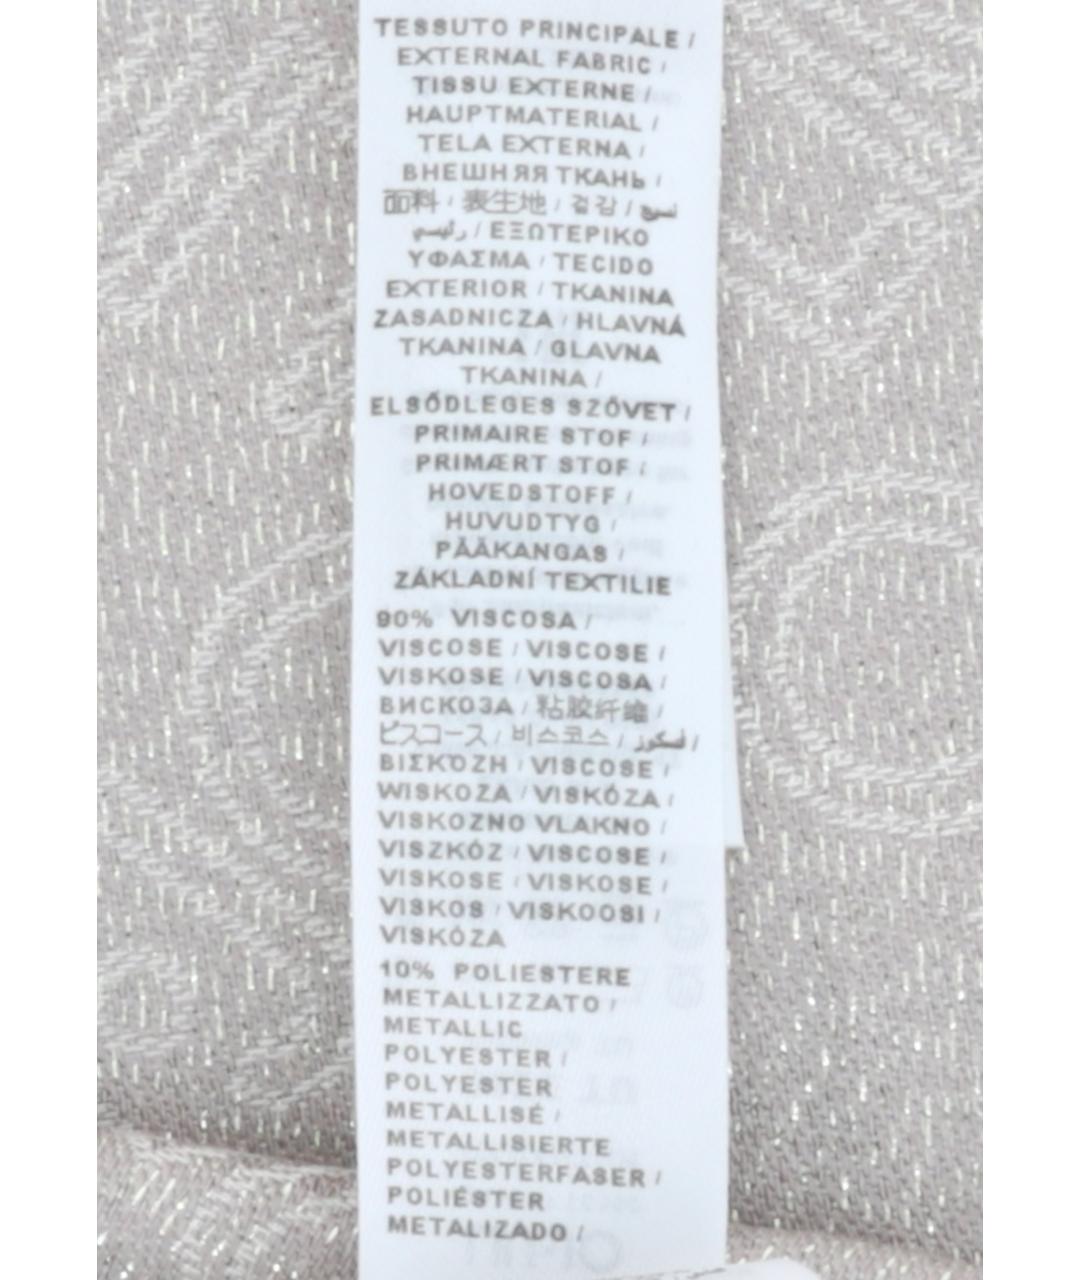 TESSUTO PRINCIPALE /
EXTERNAL FABRIC /
TISSU EXTERNE /
HAUPTMATERIAL /
TELA EXTERNA /
ВНЕШНЯЯ ТКАНЬ /
面料 / 表生地 / 겉감 / نسيج
رئيسي / ΕΞΩΤΕΡΙΚΟ
ΥΦΑΣΜΑ / TECIDO
EXTERIOR / TKANINA
ZASADNICZA / HLAVNÁ
TKANINA / GLAVNA
TKANINA /
ELSŐDLEGES SZÖVET /
PRIMAIRE STOF /
PRIMÆRT STOF /
HOVEDSTOFF /
HUVUDTYG /
PÄÄKANGAS /
ZÁKLADNÍ TEXTILIE
90% VISCOSA /
VISCOSE / VISCOSE /
VISKOSE / VISCOSA /
ВИСКОЗА / 粘胶纤维 /
ビスコース / 비스코스 / فسكوز /
ΒΙΣΚΌΖΗ / VISCOSE /
WISKOZA / VISKÓZA /
VISKOZNO VLAKNO /
VISZKÓZ / VISCOSE /
VISKOSE / VISKOSE /
VISKOS / VISKOOSI /
VISKÓZA
10% POLIESTERE
METALLIZZATO /
METALLIC
POLYESTER /
POLYESTER
METALLISÉ /
METALLISIERTE
POLYESTERFASER /
POLIÉSTER
METALIZADO /